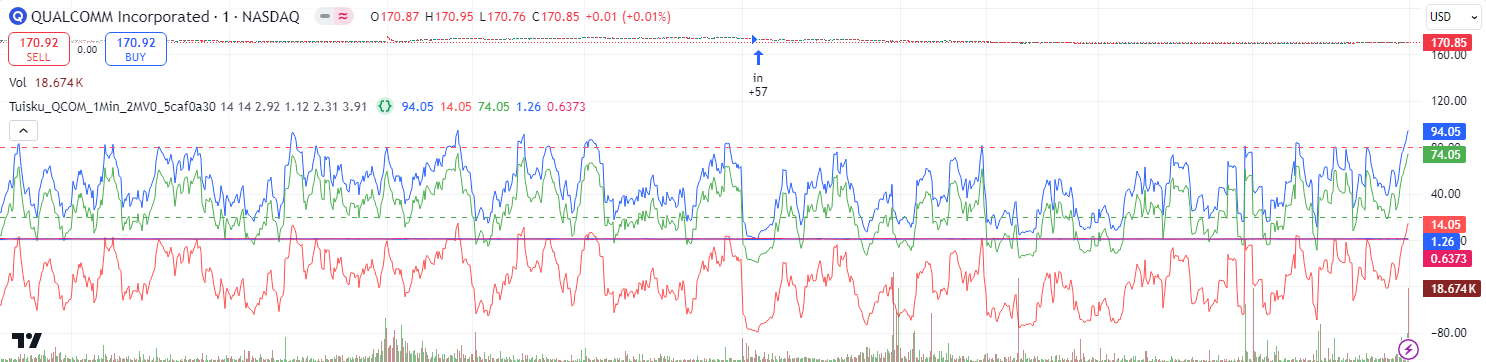 QUALCOMM Incorporated · 1 · NASDAQ O170.87 H170.95 L170.76 C170.85 +0.01 (+0.01%)
USD
170.92 SELL
0.00
170.92 BUY
170.85
160.00
Vol 18.674K
in
+57
Tuisku_QCOM_1Min_2MV0_5caf0a30 14 14 2.92 1.12 2.31 3.91 {} 94.05 14.05 74.05 1.26 0.6373
120.00
94.05
74.05
40.00
14.05
1.26
0.6373
18.674K
−80.00